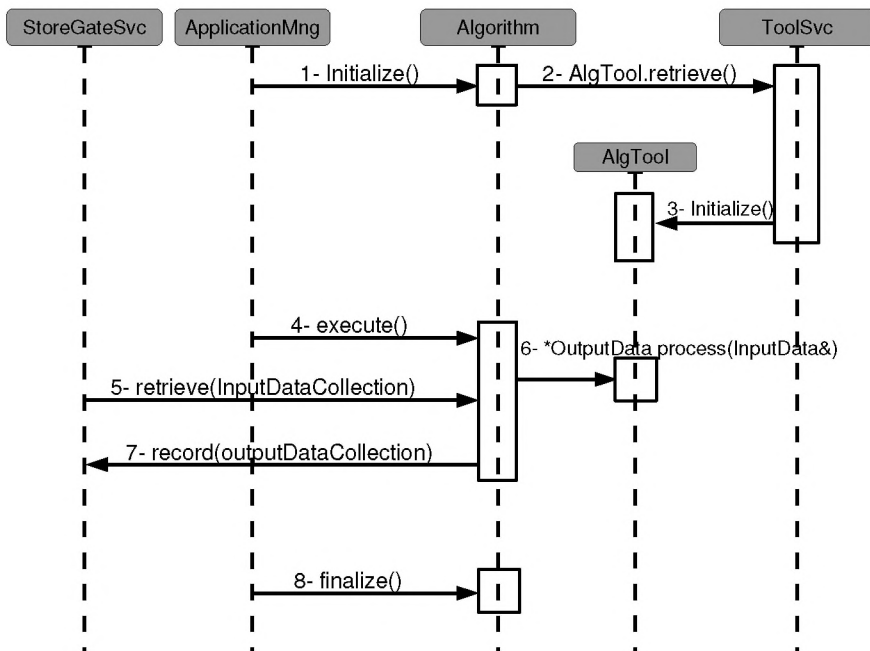 StoreGateSvc
ApplicationMng
Algorithm
ToolSvc
1- Initialize()
2- AlgTool.retrieve()
AlgTool
3- Initialize()
4- execute()
6- *OutputData process(InputData&)
5- retrieve(InputDataCollection)
7- record(outputDataCollection)
8- finalize()